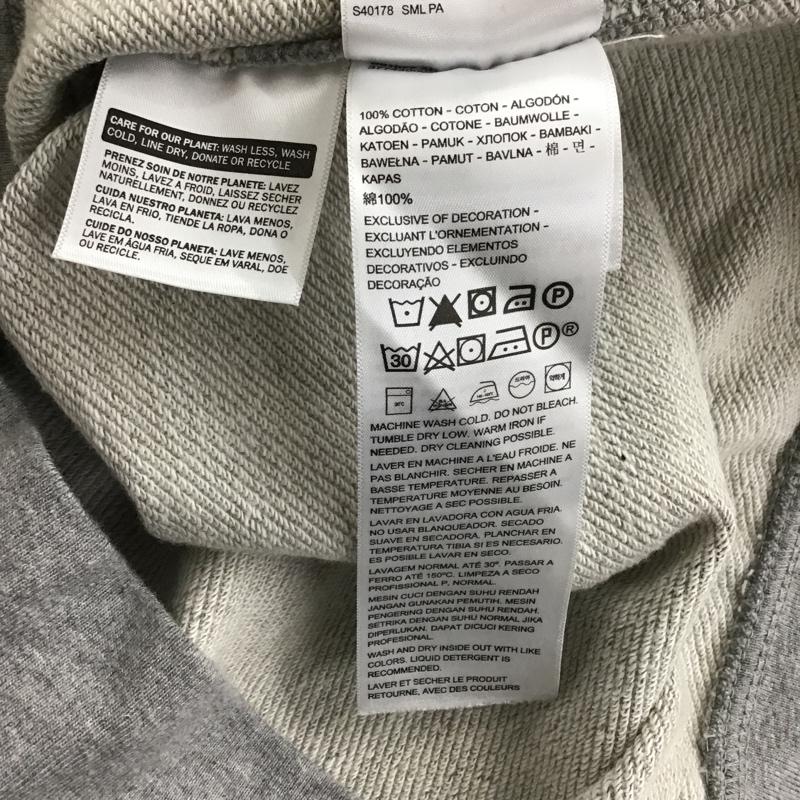 S40178 SML PA
CARE FOR OUR PLANET: WASH LESS, WASH
COLD, LINE DRY, DONATE OR RECYCLE
PRENEZ SOIN DE NOTRE PLANETE: LAVEZ
MOINS, LAVEZ A FROID, LAISSEZ SECHER
NATURELLEMENT, DONNEZ OU RECYCLEZ
CUIDA NUESTRO PLANETA: LAVA MENOS,
LAVA EN FRIO, TIENDE LA ROPA, DONA O
RECICLA.
CUIDE DO NOSSO PLANETA: LAVE MENOS,
LAVE EM ÁGUA FRIA, SEQUE EM VARAL, DOE
OU RECICLE.
100% COTTON - COTON - ALGODÓN -
ALGODÃO - COTONE - BAUMWOLLE -
KATOEN - PAMUK - ХЛОПОК - BAMBAKI -
BAWEŁNA - PAMUT - BAVLNA - 棉 - 면 -
KAPAS
綿100%
EXCLUSIVE OF DECORATION -
EXCLUANT L'ORNEMENTATION -
EXCLUYENDO ELEMENTOS
DECORATIVOS - EXCLUINDO
DECORAÇÃO
P
30 P ®
MACHINE WASH COLD. DO NOT BLEACH.
TUMBLE DRY LOW. WARM IRON IF
NEEDED. DRY CLEANING POSSIBLE.
LAVER EN MACHINE A L'EAU FROIDE. NE
PAS BLANCHIR. SECHER EN MACHINE A
BASSE TEMPERATURE. REPASSER A
TEMPERATURE MOYENNE AU BESOIN.
NETTOYAGE A SEC POSSIBLE.
LAVAR EN LAVADORA CON AGUA FRIA.
NO USAR BLANQUEADOR. SECADO
SUAVE EN SECADORA, PLANCHAR EN
TEMPERATURA TIBIA SI ES NECESARIO.
ES POSIBLE LAVAR EN SECO.
LAVAGEM NORMAL ATÉ 30º. PASSAR A
FERRO ATÉ 150ºC. LIMPEZA A SECO
PROFISSIONAL P, NORMAL.
MESIN CUCI DENGAN SUHU RENDAH
JANGAN GUNAKAN PEMUTIH. MESIN
PENGERING DENGAN SUHU RENDAH.
SETRIKA DENGAN SUHU NORMAL JIKA
DIPERLUKAN. DAPAT DICUCI KERING
PROFESIONAL.
WASH AND DRY INSIDE OUT WITH LIKE
COLORS. LIQUID DETERGENT IS
RECOMMENDED.
LAVER ET SECHER LE PRODUIT
RETOURNE, AVEC DES COULEURS